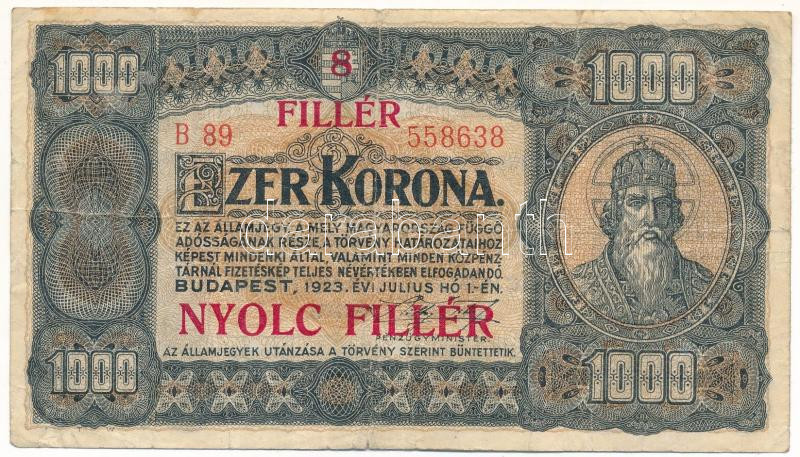 1000 8 1000
FILLÉR
B 89 558638
EZER KORONA.
EZ AZ ÁLLAMJEGY, A MELY MAGYARORSZÁG FÜGGŐ
ADÓSSÁGÁNAK RÉSZE, A TÖRVÉNY HATÁROZATAIHOZ
KÉPEST MINDENKI ÁLTAL VALAMINT MINDEN KÖZPÉNZ-
TÁRNÁL FIZETÉSKÉP TELJES NÉVÉRTÉKBEN ELFOGADANDÓ.
BUDAPEST, 1923. ÉVI JULIUS HÓ 1-ÉN.
NYOLC FILLÉR
PÉNZÜGYMINISTER.
AZ ÁLLAMJEGYEK UTÁNZÁSA A TÖRVÉNY SZERINT BÜNTETTETIK.
1000 1000